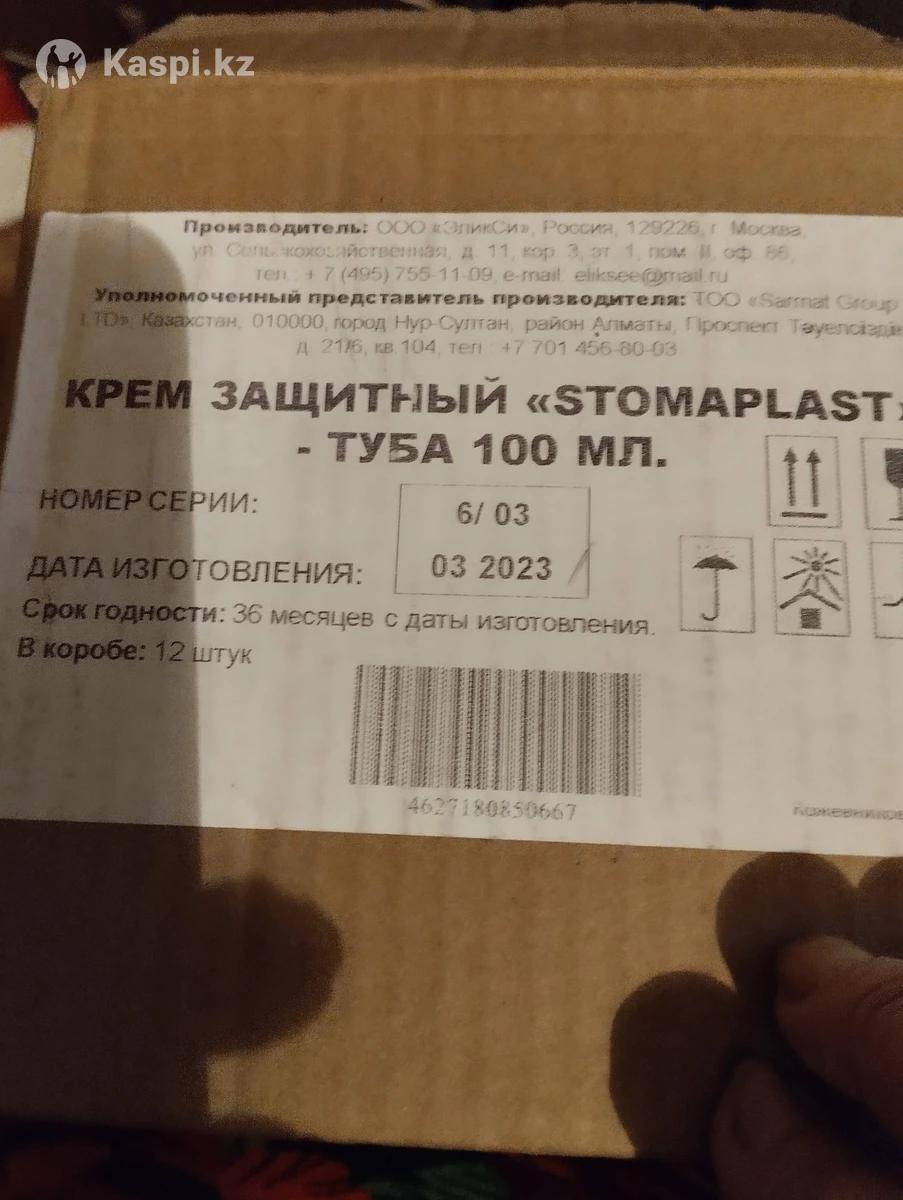 Kaspi.kz
Производитель: ООО «ЭликСи», Россия, 129226, г. Москва,
ул. Сельскохозяйственная, д. 11, кор. 3, эт. 1, пом. II, оф. 86,
тел.: + 7 (495) 755-11-09, e-mail: eliksee@mail.ru
Уполномоченный представитель производителя: ТОО «Sarmat Group
LTD», Казахстан, 010000, город Нур-Султан, район Алматы, Проспект
д. 21/6, кв.104, тел.: +7 701 456-80-03
КРЕМ ЗАЩИТНЫЙ «STOMAPLAST»
- ТУБА 100 МЛ.
НОМЕР СЕРИИ: 6/ 03
ДАТА ИЗГОТОВЛЕНИЯ: 03 2023
Срок годности: 36 месяцев с даты изготовления.
В коробе: 12 штук
4627180850667